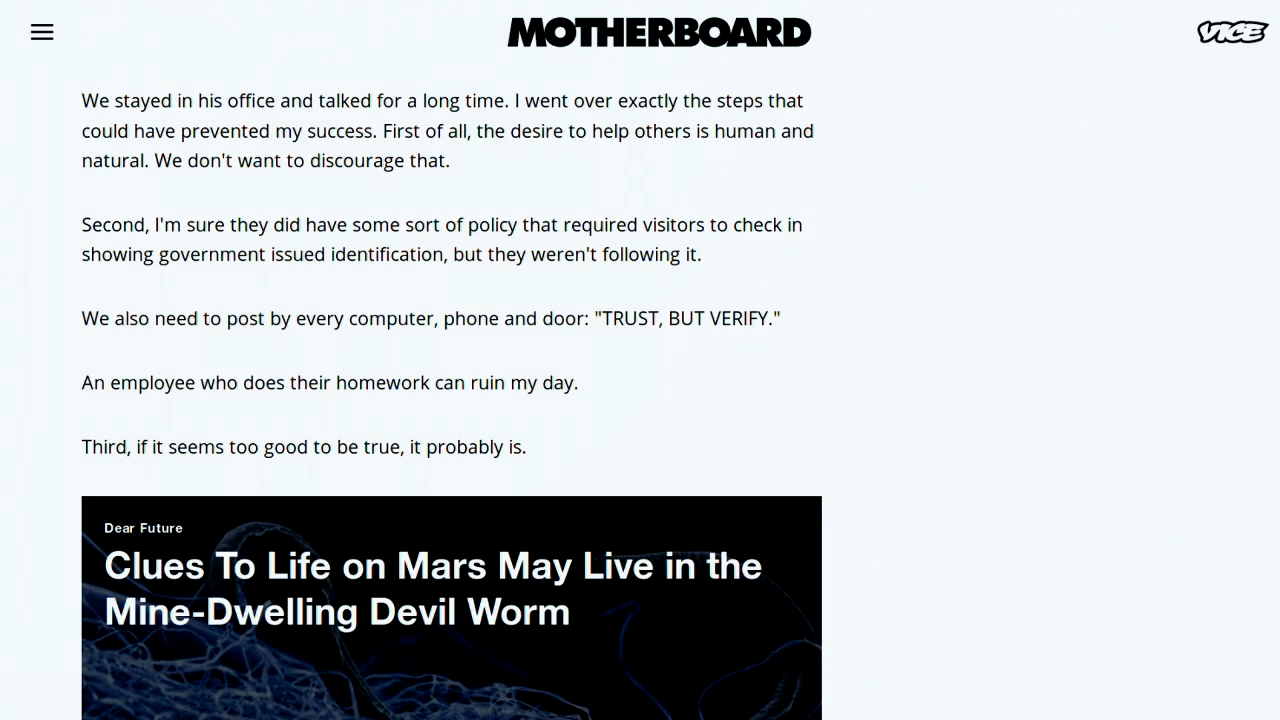 MOTHERBOARD
VICE
We stayed in his office and talked for a long time. I went over exactly the steps that
could have prevented my success. First of all, the desire to help others is human and
natural. We don't want to discourage that.
Second, I'm sure they did have some sort of policy that required visitors to check in
showing government issued identification, but they weren't following it.
We also need to post by every computer, phone and door: "TRUST, BUT VERIFY."
An employee who does their homework can ruin my day.
Third, if it seems too good to be true, it probably is.
Dear Future
Clues To Life on Mars May Live in the
Mine-Dwelling Devil Worm